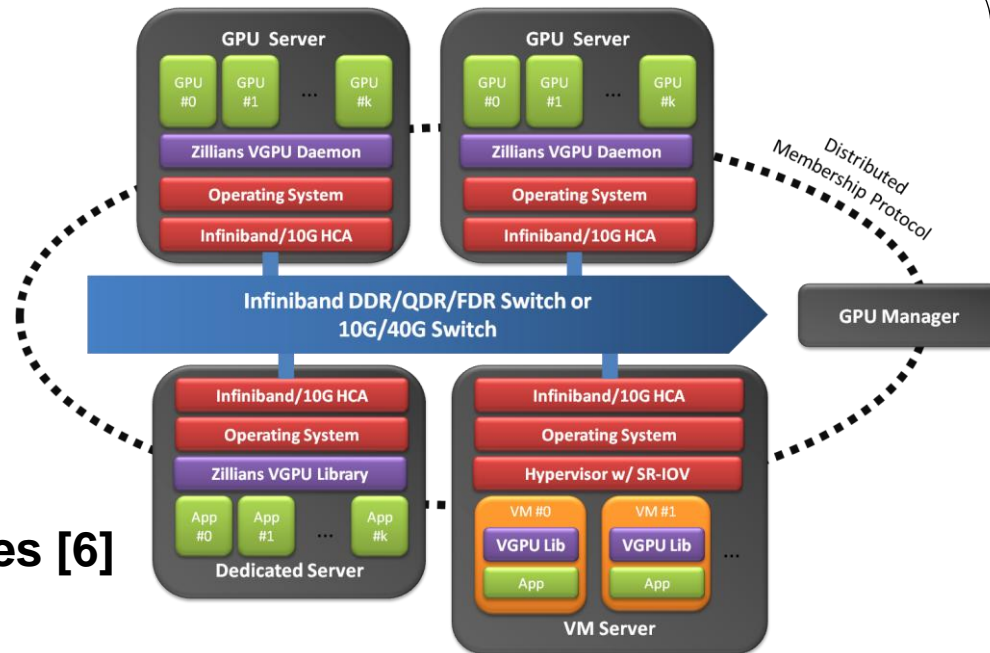 GPU Server
GPU #0
GPU #1
...
GPU #k
Zillians VGPU Daemon
Operating System
Infiniband/10G HCA
GPU Server
GPU #0
GPU #1
...
GPU #k
Zillians VGPU Daemon
Operating System
Infiniband/10G HCA
Distributed
Membership Protocol
Infiniband DDR/QDR/FDR Switch or
10G/40G Switch
GPU Manager
Infiniband/10G HCA
Operating System
Zillians VGPU Library
App #0
App #1
...
App #k
Dedicated Server
Infiniband/10G HCA
Operating System
Hypervisor w/ SR-IOV
VM #0
VGPU Lib
App
VM #1
VGPU Lib
App
...
VM Server
es [6]